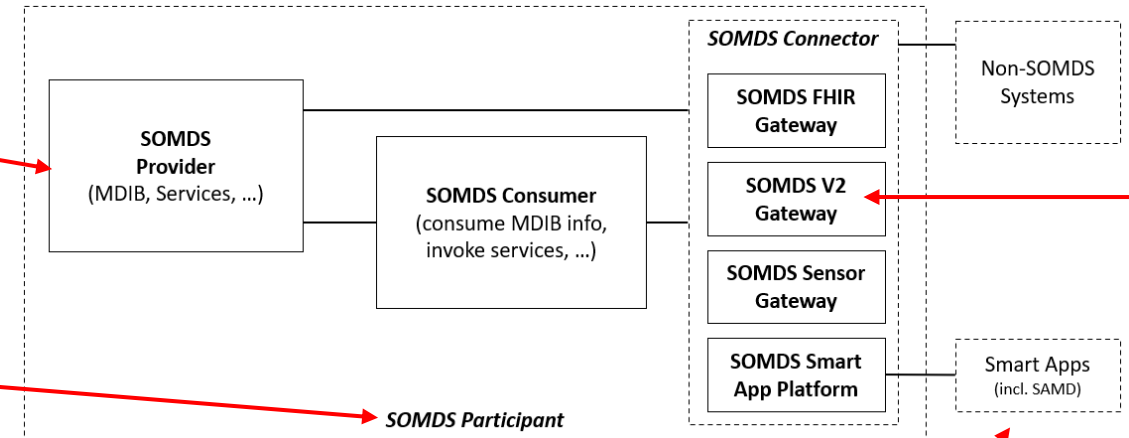 SOMDS Connector
Non-SOMDS
Systems
SOMDS FHIR
Gateway
SOMDS
Provider
(MDIB, Services, ...)
SOMDS Consumer
(consume MDIB info,
invoke services, ...)
SOMDS V2
Gateway
SOMDS Sensor
Gateway
SOMDS Smart
App Platform
Smart Apps
(incl. SAMD)
SOMDS Participant